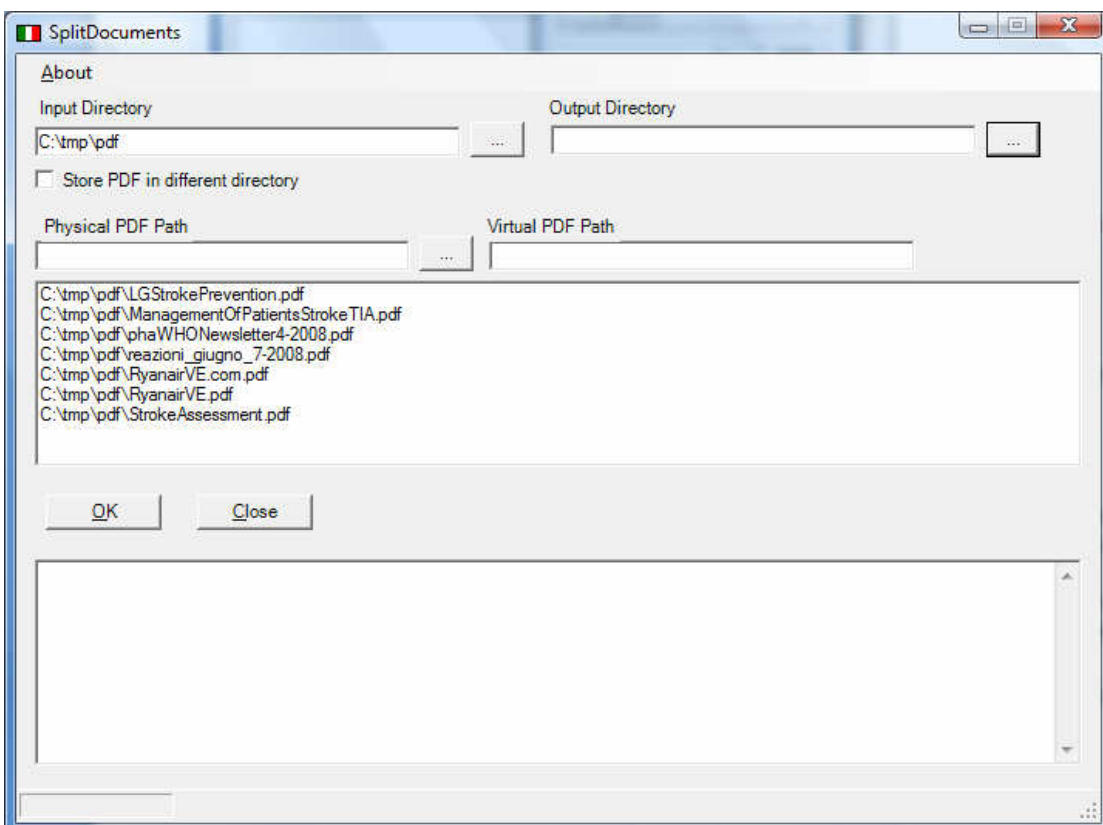 SplitDocuments
About
Input Directory
Output Directory
C:\tmp\pdf
...
...
Store PDF in different directory
Physical PDF Path
Virtual PDF Path
...
C:\tmp\pdf\LGStrokePrevention.pdf
C:\tmp\pdf\ManagementOfPatientsStrokeTIA.pdf
C:\tmp\pdf\phaWHONewsletter4-2008.pdf
C:\tmp\pdf\reazioni_giugno_7-2008.pdf
C:\tmp\pdf\RyanairVE.com.pdf
C:\tmp\pdf\RyanairVE.pdf
C:\tmp\pdf\StrokeAssessment.pdf
OK
Close